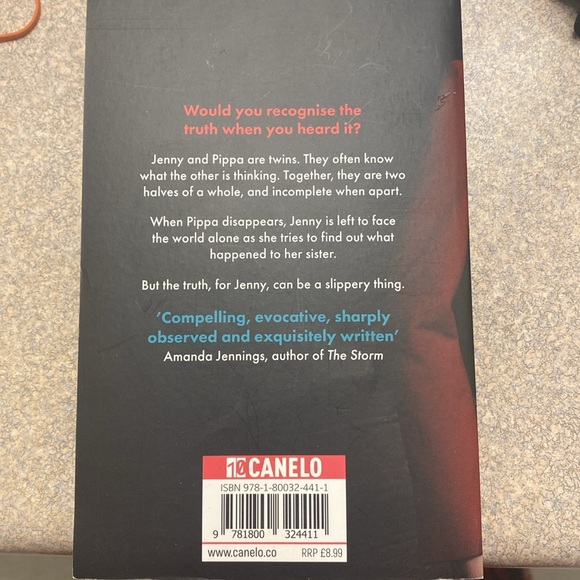 Would you recognise the
truth when you heard it?
Jenny and Pippa are twins. They often know
what the other is thinking. Together, they are two
halves of a whole, and incomplete when apart.
When Pippa disappears, Jenny is left to face
the world alone as she tries to find out what
happened to her sister.
But the truth, for Jenny, can be a slippery thing.
'Compelling, evocative, sharply
observed and exquisitely written'
Amanda Jennings, author of The Storm
10 CANELO
ISBN 978-1-80032-441-1
9 781800 324411
www.canelo.co RRP £8.99